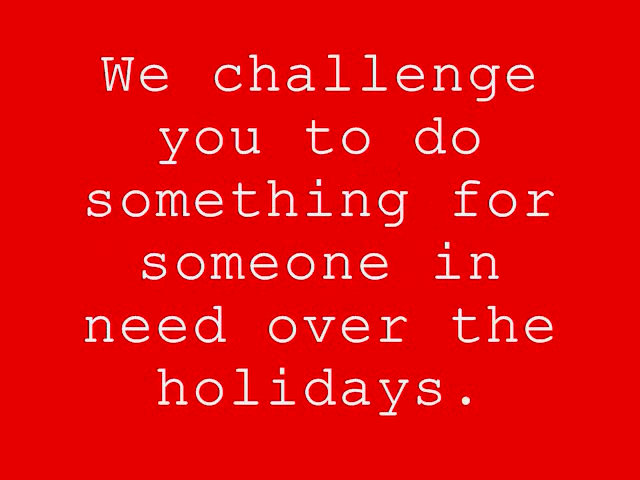 We challenge
you to do
something for
someone in
need over the
holidays.